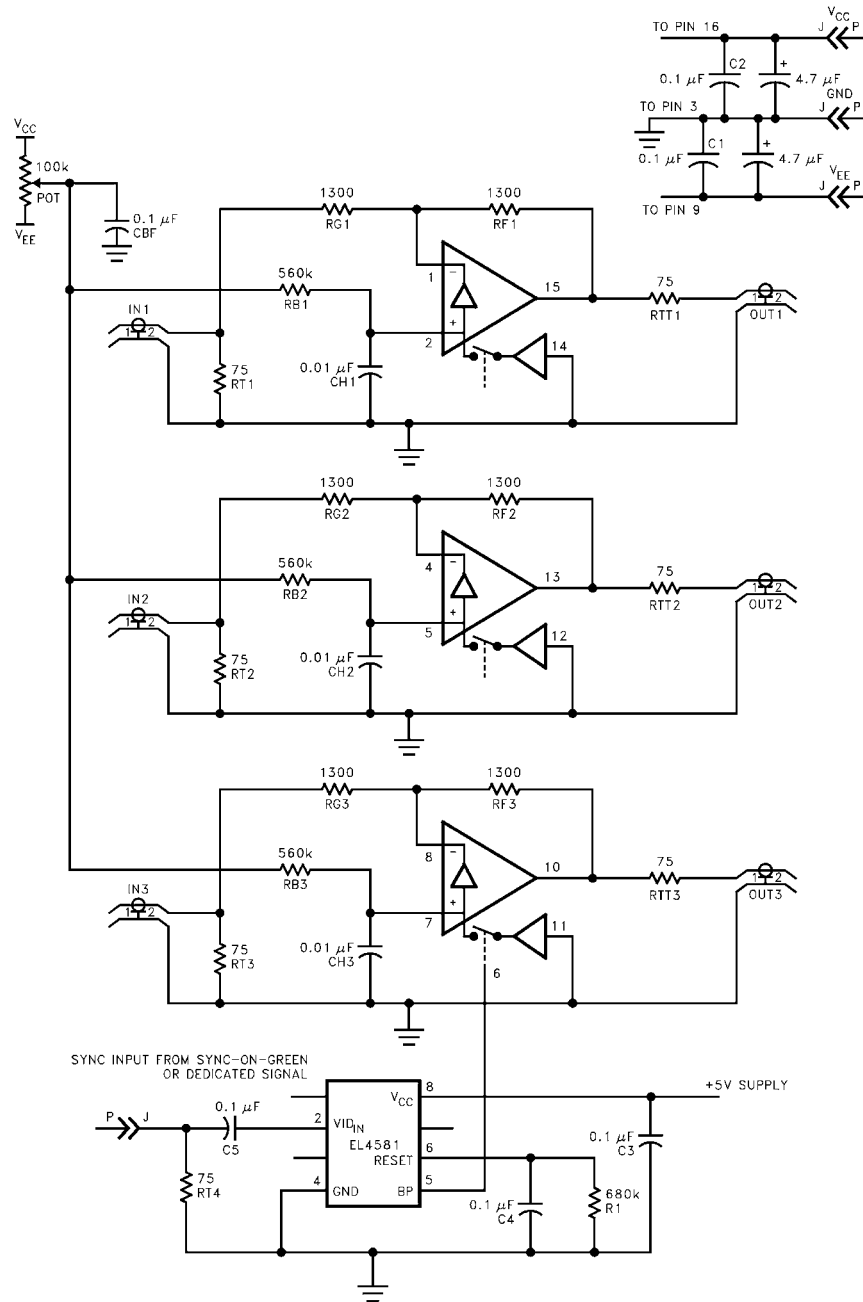 V_CC
TO PIN 16
J P
C2
0.1 μF
+
4.7 μF
GND
TO PIN 3
J P
C1
0.1 μF
+
4.7 μF
V_EE
TO PIN 9
J P
V_CC
100k
POT
V_EE
0.1 μF
CBF
1300
RG1
1300
RF1
560k
RB1
IN1
1 2
75
RT1
0.01 μF
CH1
1
−
+
2
15
14
75
RTT1
1 2
OUT1
1300
RG2
1300
RF2
560k
RB2
IN2
1 2
75
RT2
0.01 μF
CH2
4
−
+
5
13
12
75
RTT2
1 2
OUT2
1300
RG3
1300
RF3
560k
RB3
IN3
1 2
75
RT3
0.01 μF
CH3
8
−
+
7
10
11
6
75
RTT3
1 2
OUT3
SYNC INPUT FROM SYNC-ON-GREEN
OR DEDICATED SIGNAL
P J
0.1 μF
C5
75
RT4
2
4
VID_IN
GND
EL4581
V_CC
RESET
BP
8
6
5
+5V SUPPLY
0.1 μF
C3
0.1 μF
C4
680k
R1